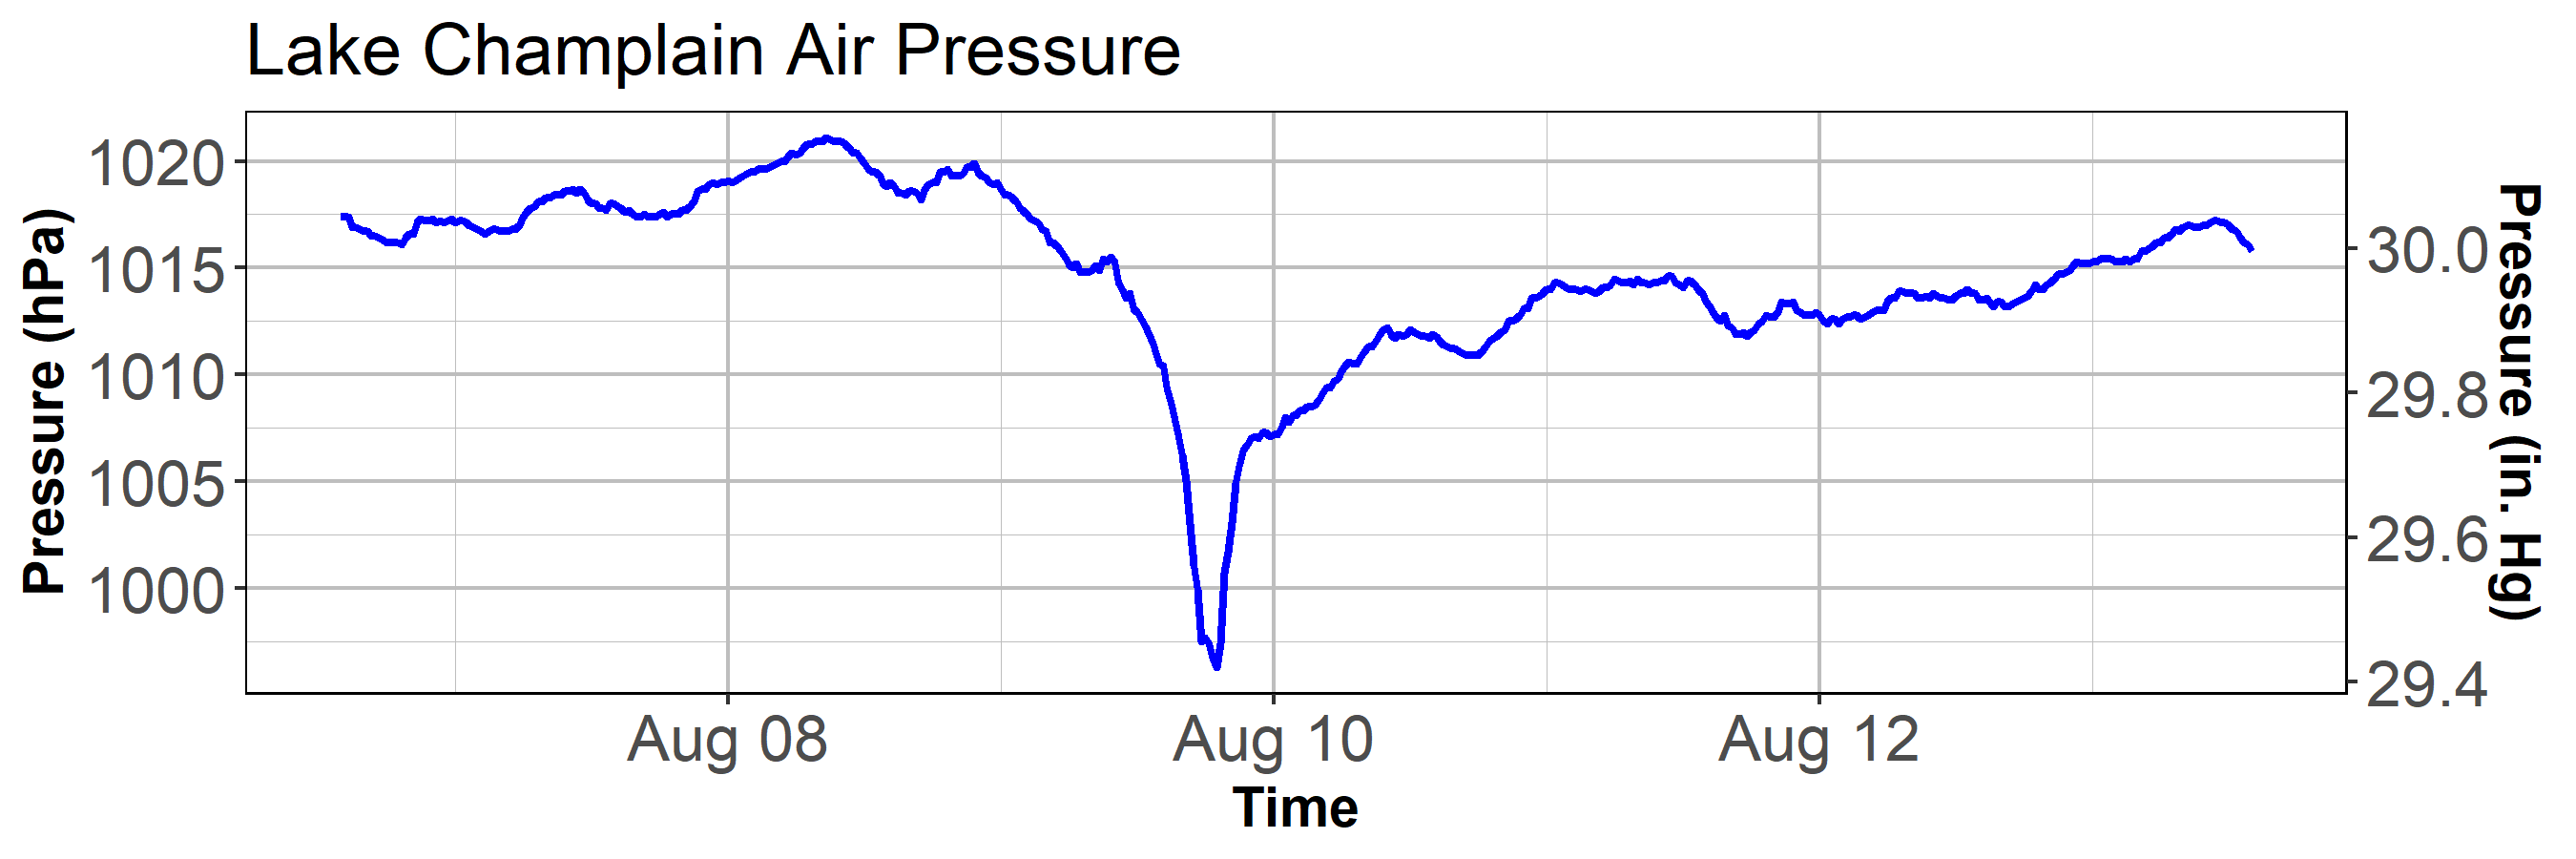 Lake Champlain Air Pressure
Pressure (hPa)
1020
1015
1010
1005
1000
30.0
29.8
29.6
29.4
Pressure (in. Hg)
Aug 08
Aug 10
Aug 12
Time